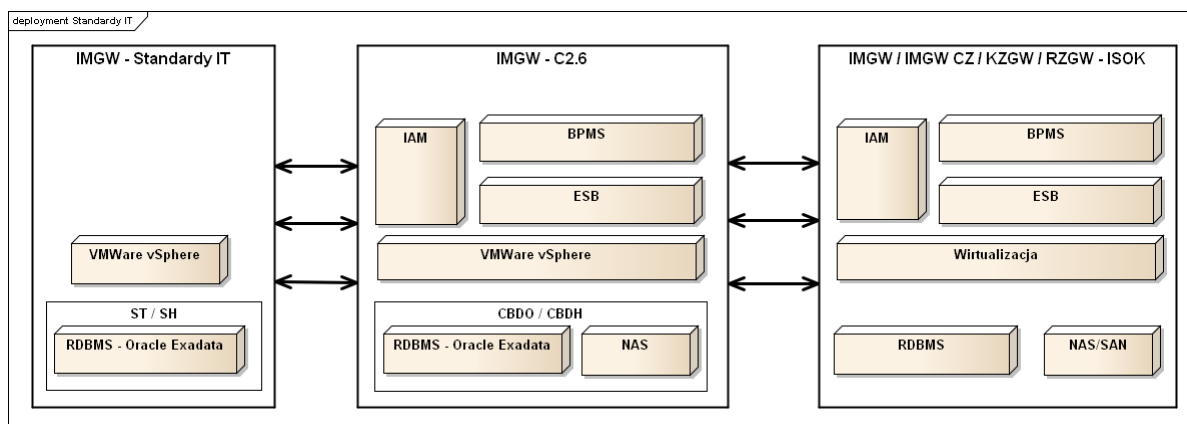 deployment Standardy IT
IMGW - Standardy IT
VMWare vSphere
ST / SH
RDBMS - Oracle Exadata
IMGW - C2.6
IAM
BPMS
ESB
VMWare vSphere
CBDO / CBDH
RDBMS - Oracle Exadata
NAS
IMGW / IMGW CZ / KZGW / RZGW - ISOK
IAM
BPMS
ESB
Wirtualizacja
RDBMS
NAS/SAN